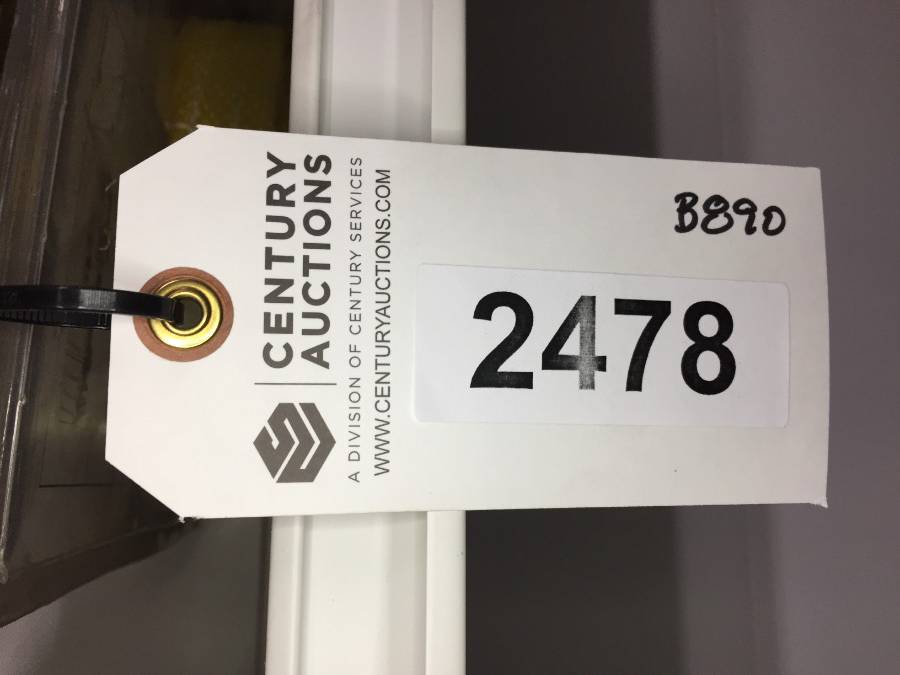 CENTURY
AUCTIONS
A DIVISION OF CENTURY SERVICES
WWW.CENTURYAUCTIONS.COM
B890
2478